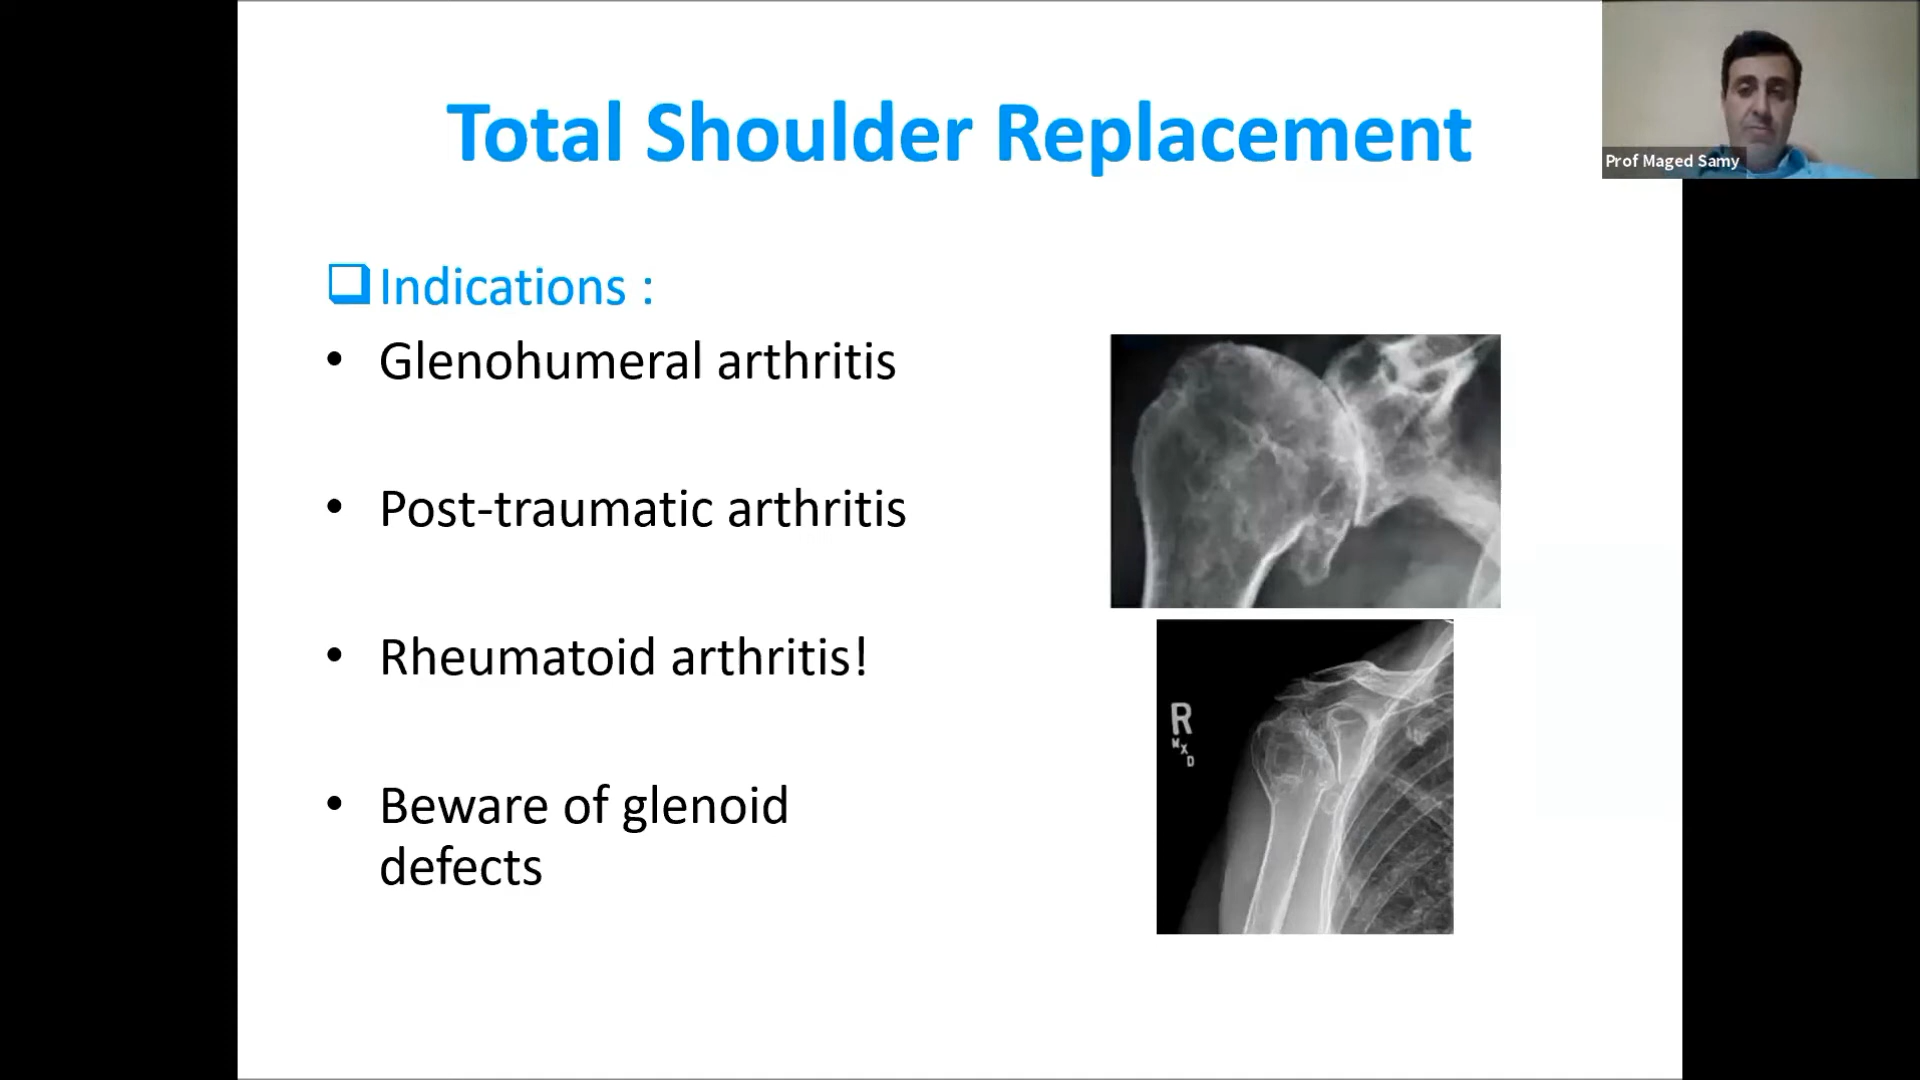 Total Shoulder Replacement
Prof Maged Samy
Indications :
• Glenohumeral arthritis
• Post-traumatic arthritis
• Rheumatoid arthritis!
• Beware of glenoid
defects
R
M
X
D